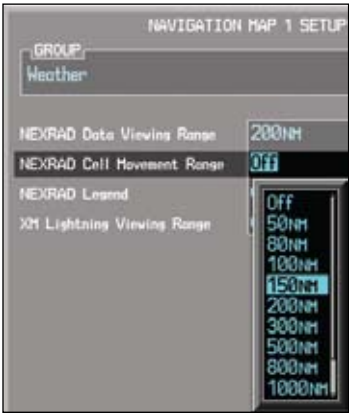 NAVIGATION MAP 1 SETUP
GROUP
Weather
NEXRAD Data Viewing Range 200NM
NEXRAD Cell Movement Range Off
NEXRAD Legend
XM Lightning Viewing Range
Off
50NM
80NM
100NM
150NM
200NM
300NM
500NM
800NM
1000NM